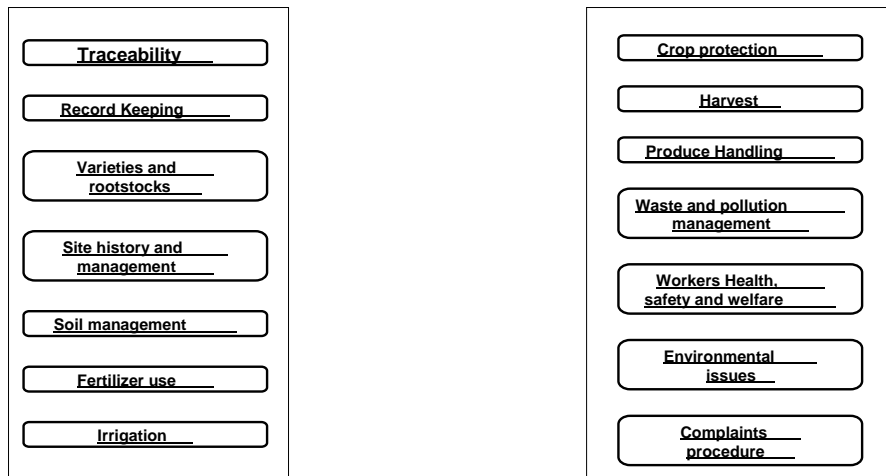 Traceability
Record Keeping
Varieties and
rootstocks
Site history and
management
Soil management
Fertilizer use
Irrigation
Crop protection
Harvest
Produce Handling
Waste and pollution
management
Workers Health,
safety and welfare
Environmental
issues
Complaints
procedure